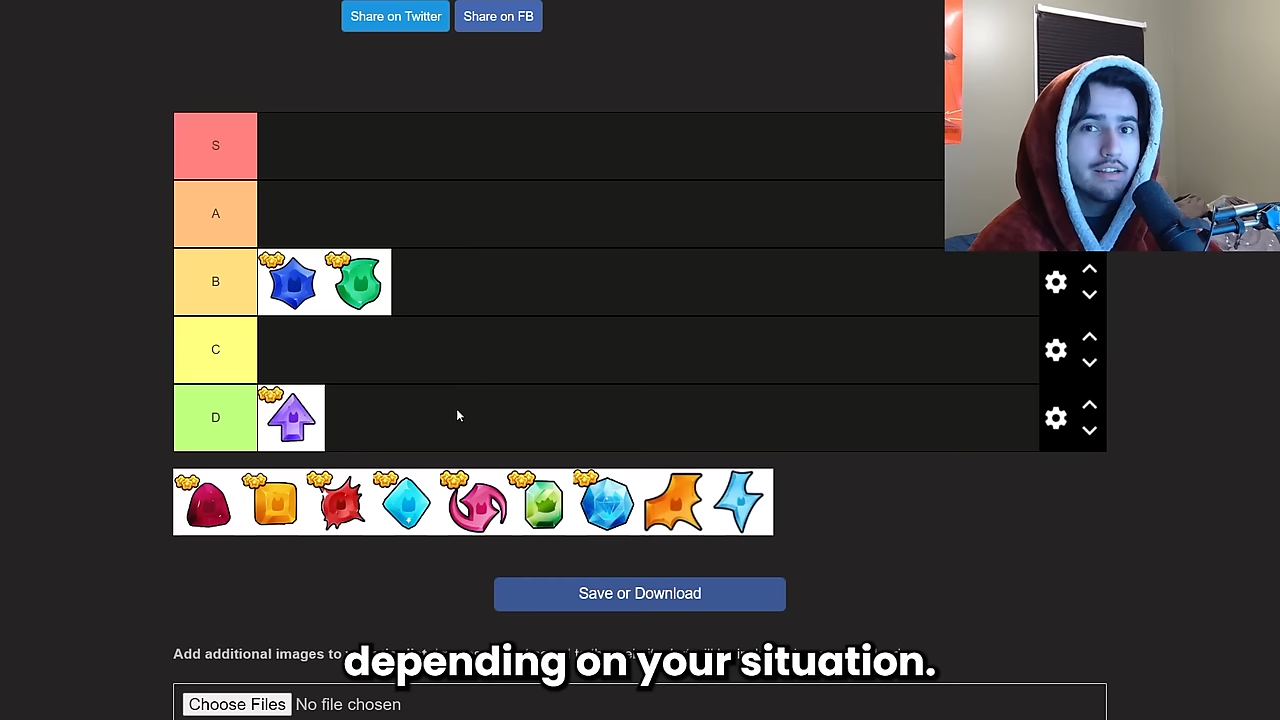 Share on Twitter Share on FB
S
A
B
C
D
Save or Download
Add additional images to
depending on your situation.
Choose Files No file chosen